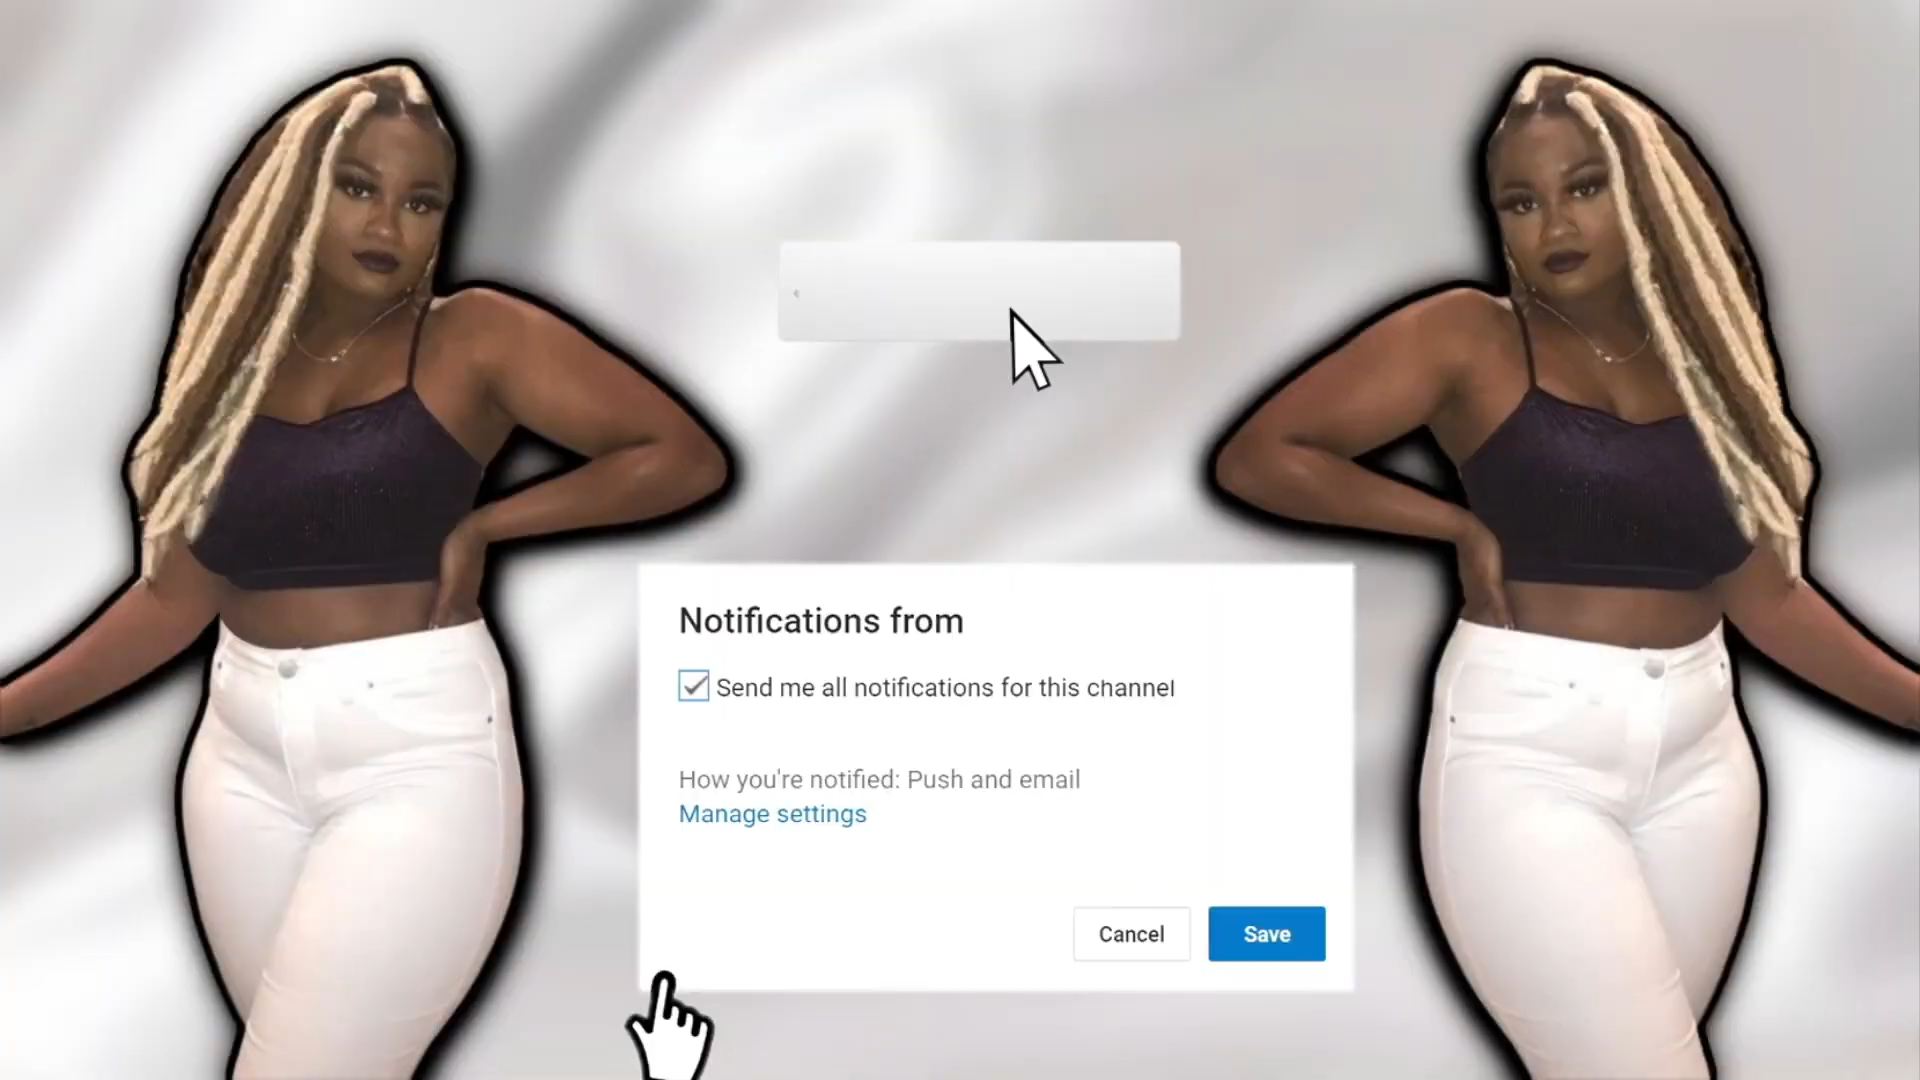 Notifications from
Send me all notifications for this channel
How you're notified: Push and email
Manage settings
Cancel
Save